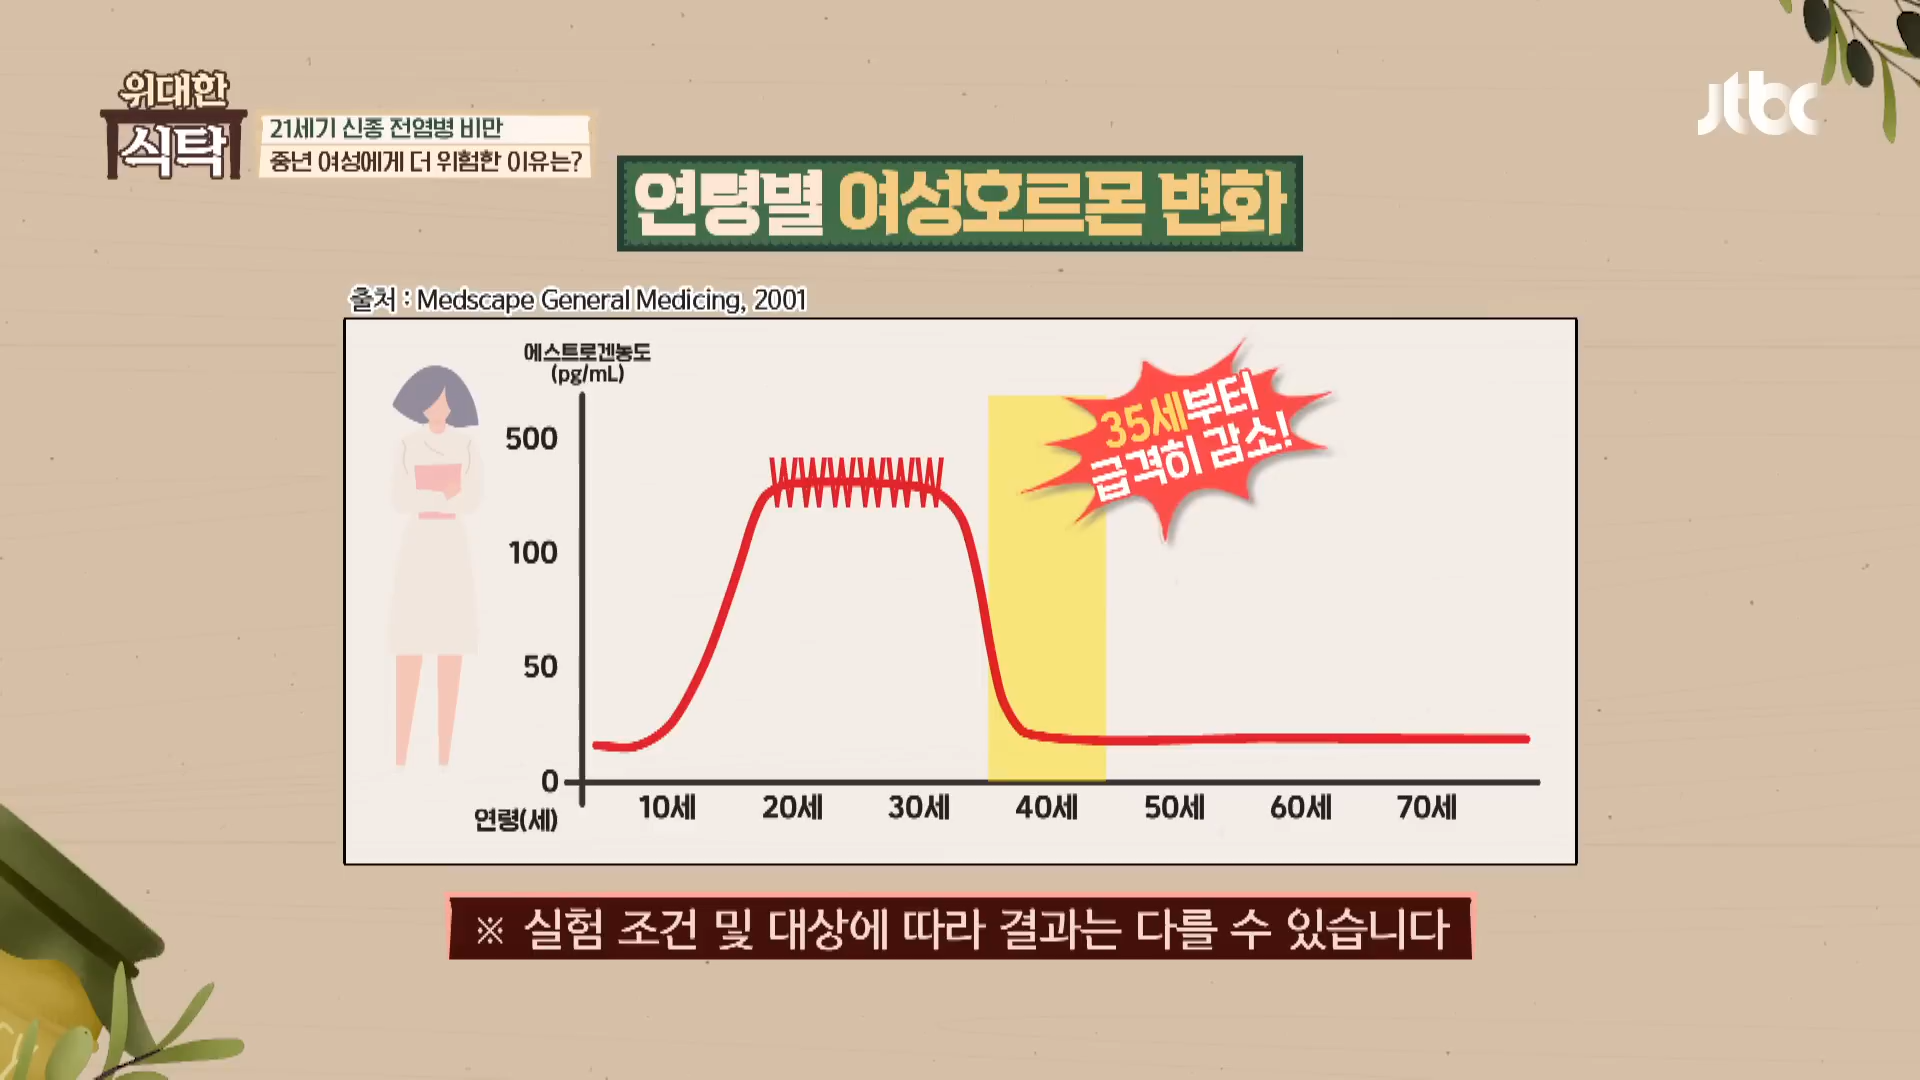 위대한
식탁
21세기 신종 전염병 비만
중년 여성에게 더 위험한 이유는?
jtbc
연령별 여성호르몬 변화
출처 : Medscape General Medicing, 2001
에스트로겐농도
(pg/mL)
35세부터
급격히 감소!
500
100
50
0
연령(세)
10세 20세 30세 40세 50세 60세 70세
※ 실험 조건 및 대상에 따라 결과는 다를 수 있습니다